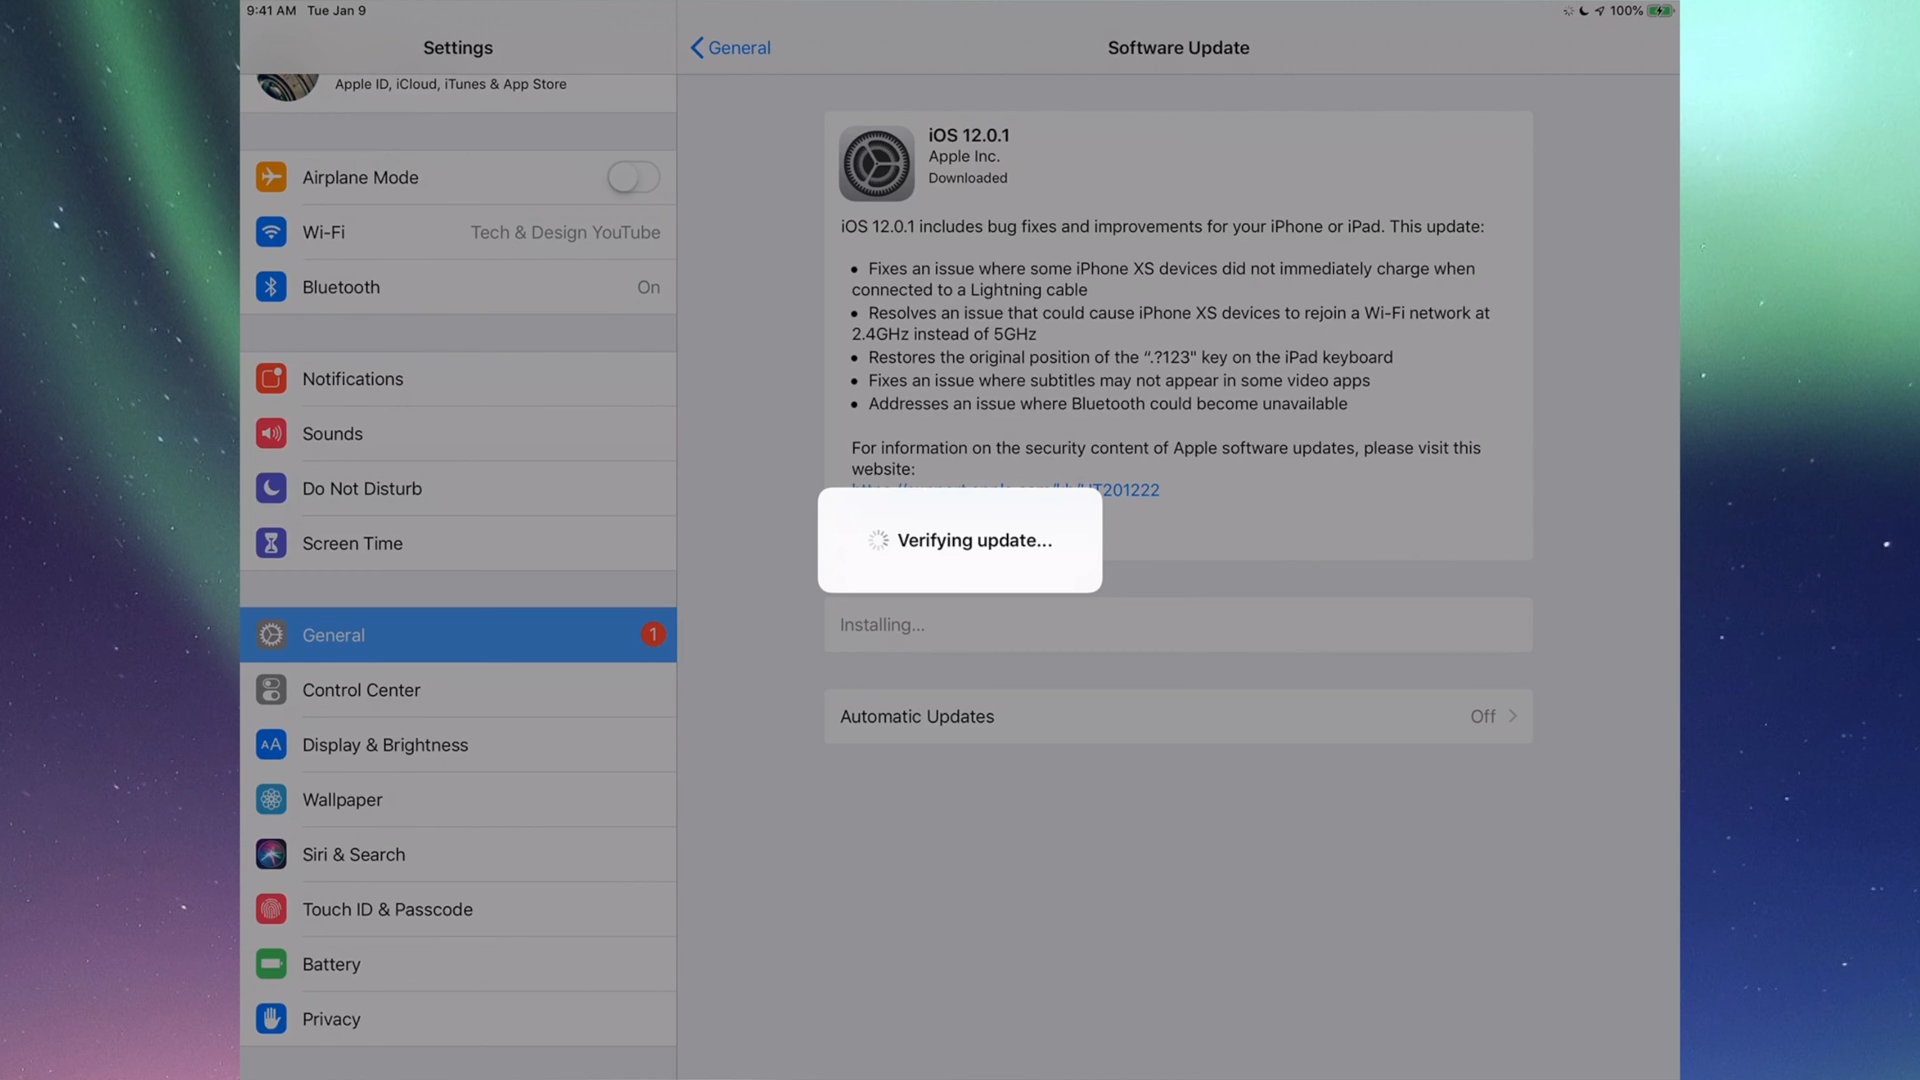 9:41 AM Tue Jan 9
100%
Settings
General
Software Update
Apple ID, iCloud, iTunes & App Store
Airplane Mode
Wi-Fi
Tech & Design YouTube
Bluetooth
On
Notifications
Sounds
Do Not Disturb
Screen Time
General
1
Control Center
AA
Display & Brightness
Wallpaper
Siri & Search
Touch ID & Passcode
Battery
Privacy
iOS 12.0.1
Apple Inc.
Downloaded
iOS 12.0.1 includes bug fixes and improvements for your iPhone or iPad. This update:
• Fixes an issue where some iPhone XS devices did not immediately charge when
connected to a Lightning cable
• Resolves an issue that could cause iPhone XS devices to rejoin a Wi-Fi network at
2.4GHz instead of 5GHz
• Restores the original position of the “.?123" key on the iPad keyboard
• Fixes an issue where subtitles may not appear in some video apps
• Addresses an issue where Bluetooth could become unavailable
For information on the security content of Apple software updates, please visit this
website:
https://support.apple.com/kb/HT201222
Verifying update...
Installing...
Automatic Updates
Off